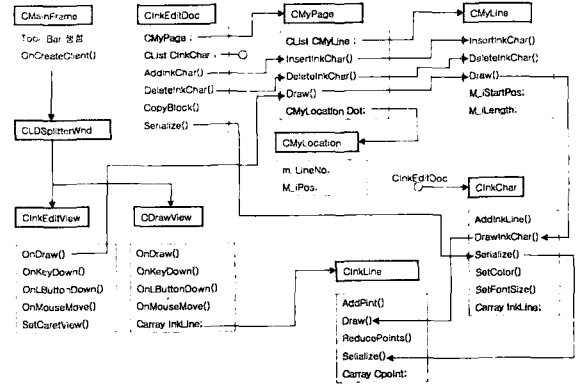 CMainFrame
Tool Bar 생성
OnCreateClient()
CLDSplitterWnd
CInkEditView
OnDraw()
OnKeyDown()
OnLButtonDown()
OnMouseMove()
SetCaretView()
CInkEditDoc
CMyPage ;
CList CInkChar ;
AddInkChar()
DeleteInkChar()
CopyBlock()
Serialize()
CDrawView
OnDraw()
OnKeyDown()
OnLButtonDown()
OnMouseMove()
Carray InkLine;
CMyPage
CList CMyLine ;
InsertInkChar()
DeleteInkChar()
Draw()
CMyLocation Dot;
CMyLocation
m. LineNo.
M_iPos;
CMyLine
InsertInkChar()
DeleteInkChar()
Draw()
M_iStartPos;
M_iLength;
CInkEditDoc
CInkChar
AddInkLine()
DrawInkChar()
Serialize()
SetColor()
SetFontSize()
Carray InkLine;
CInkLine
AddPint()
Draw()
ReducePoints()
Serialize()
Carray Cpoint;